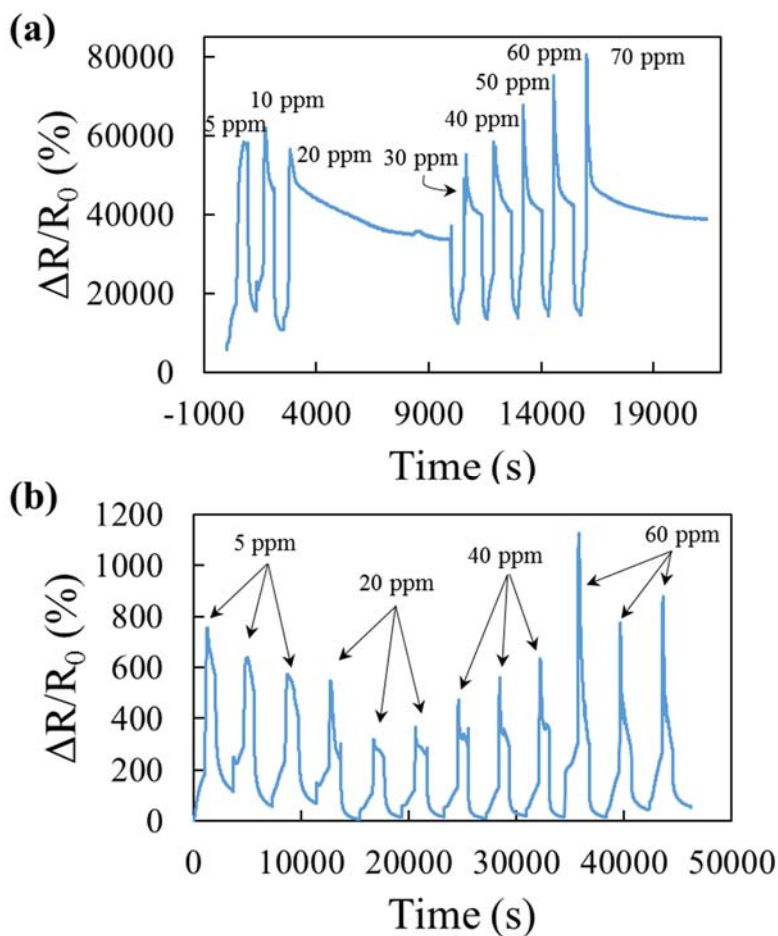 (a)
80000
60000
40000
20000
0
ΔR/R₀ (%)
5 ppm
10 ppm
20 ppm
30 ppm
40 ppm
50 ppm
60 ppm
70 ppm
-1000 4000 9000 14000 19000
Time (s)
(b)
1200
1000
800
600
400
200
0
ΔR/R₀ (%)
5 ppm
20 ppm
40 ppm
60 ppm
0 10000 20000 30000 40000 50000
Time (s)